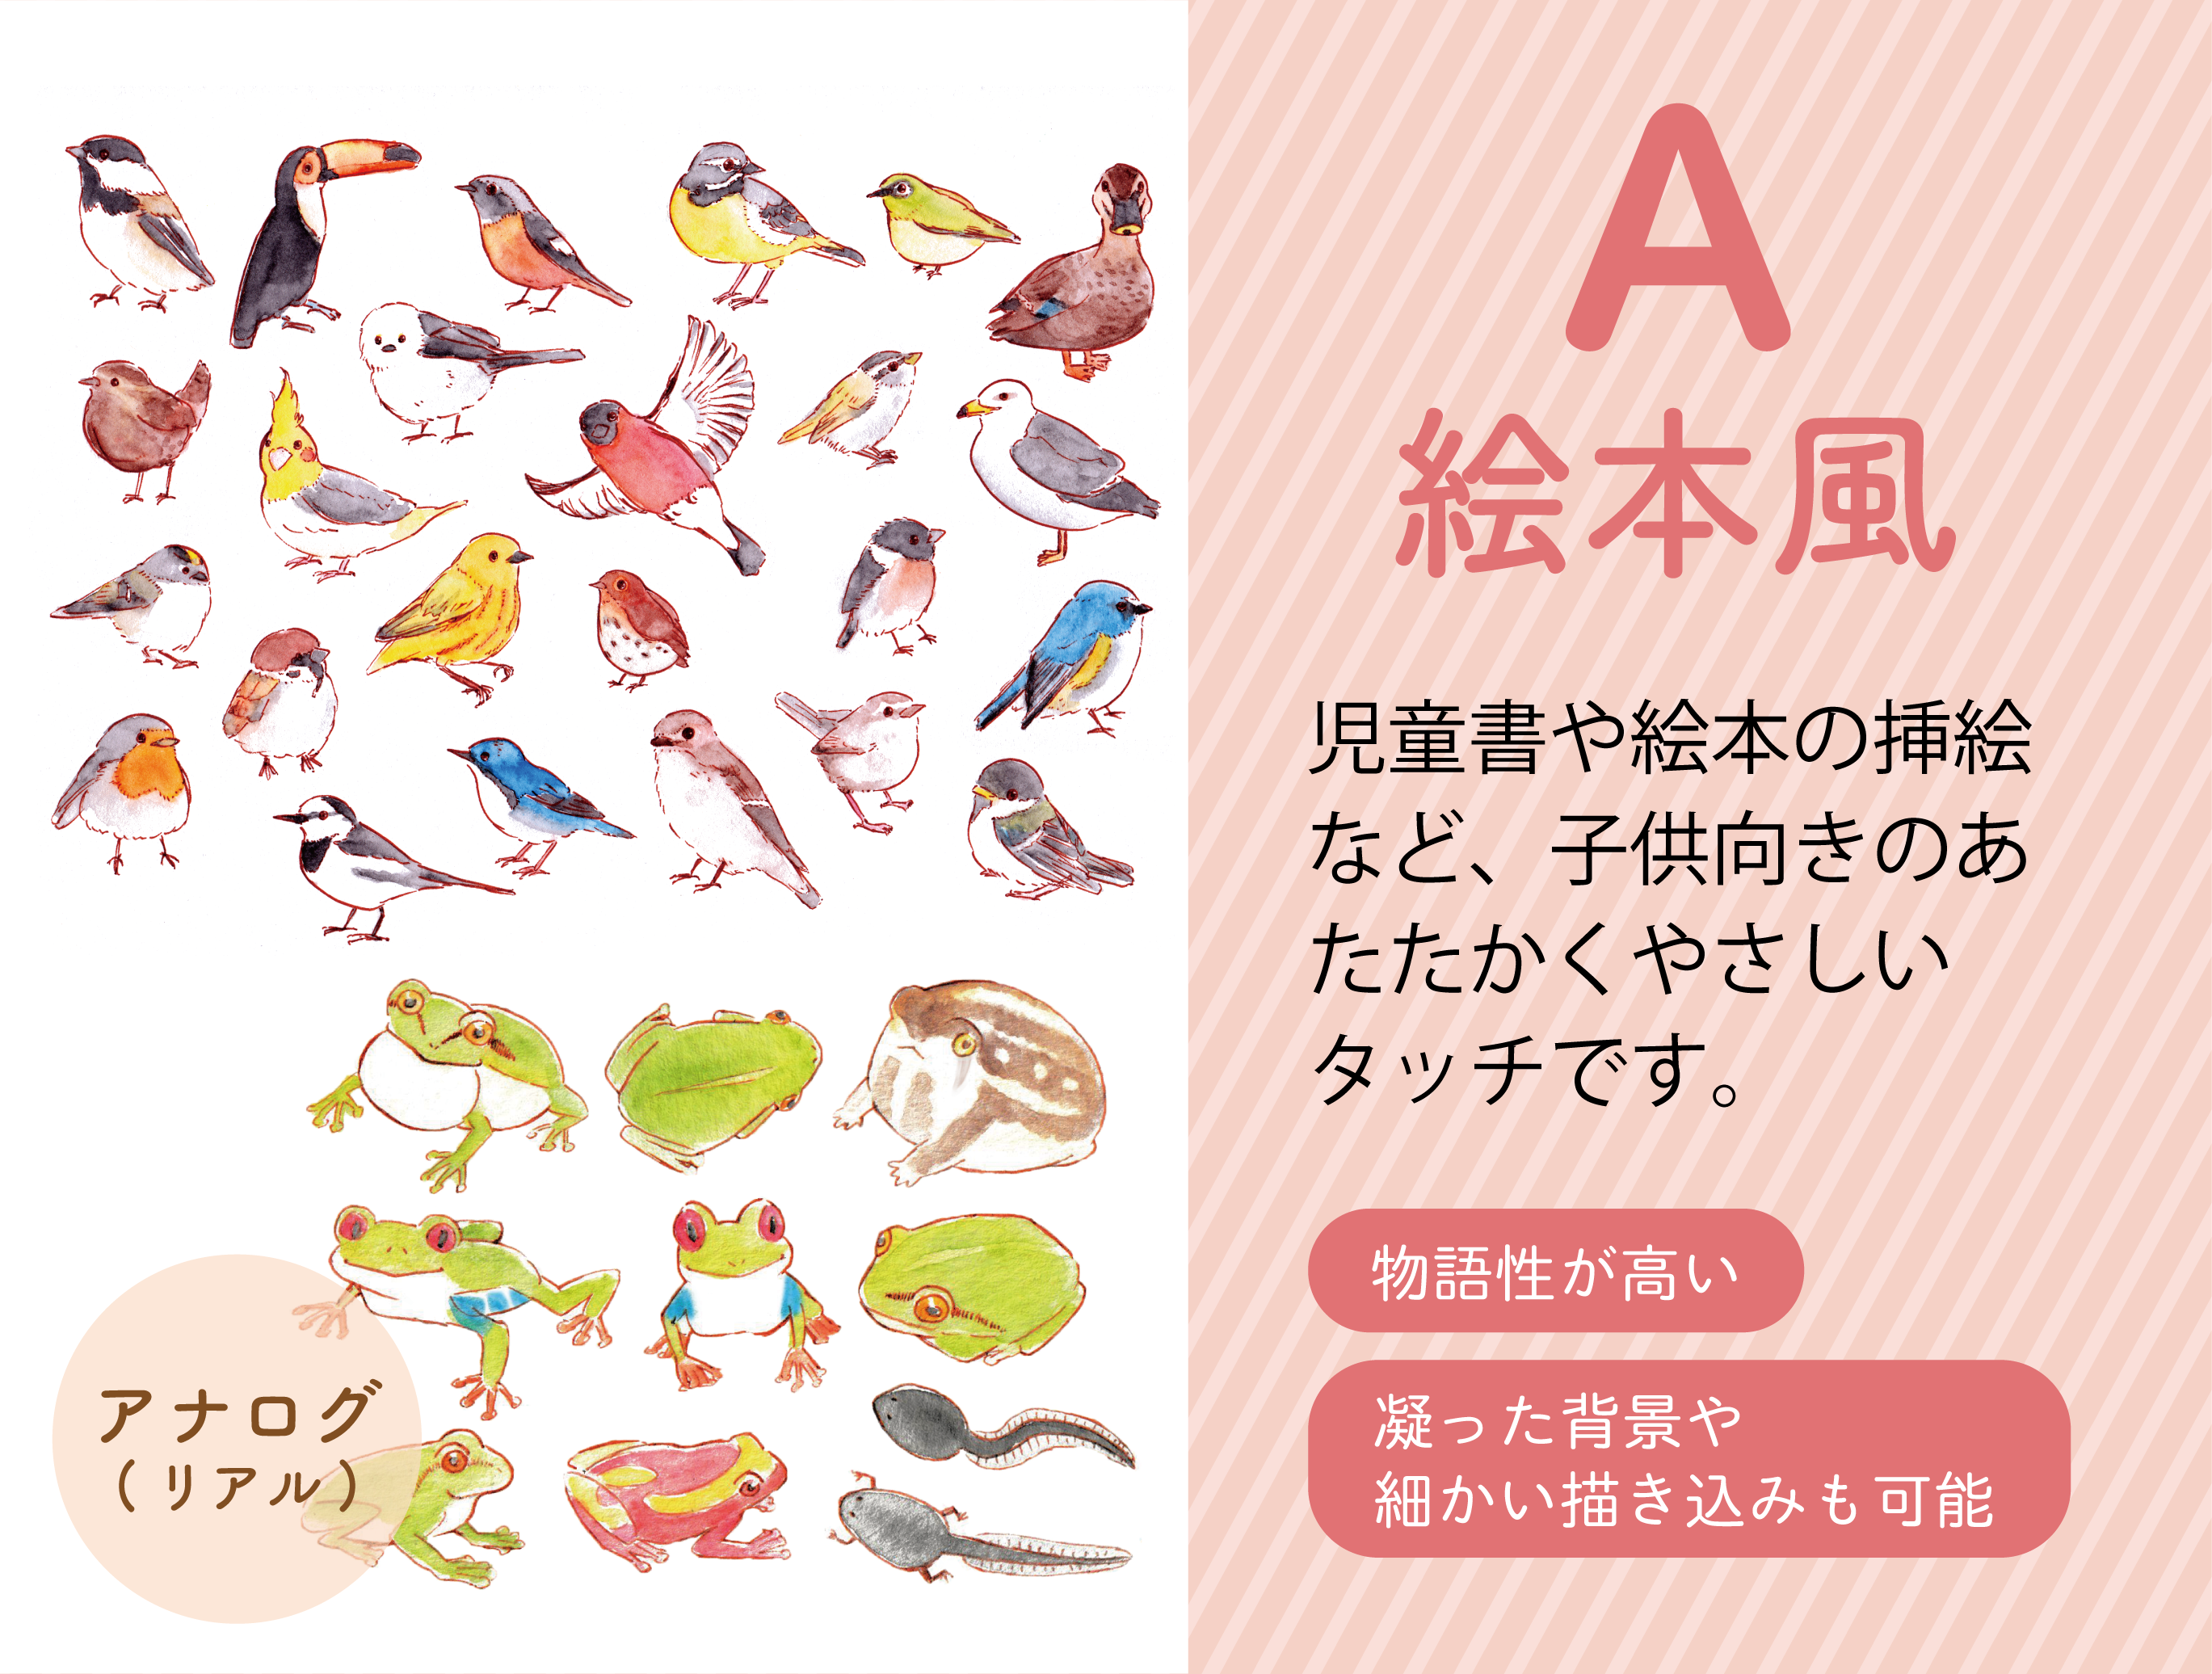 A
絵本風
児童書や絵本の挿絵
など、子供向きのあ
たたかくやさしい
タッチです。
物語性が高い
凝った背景や
細かい描き込みも可能
アナログ
(リアル)